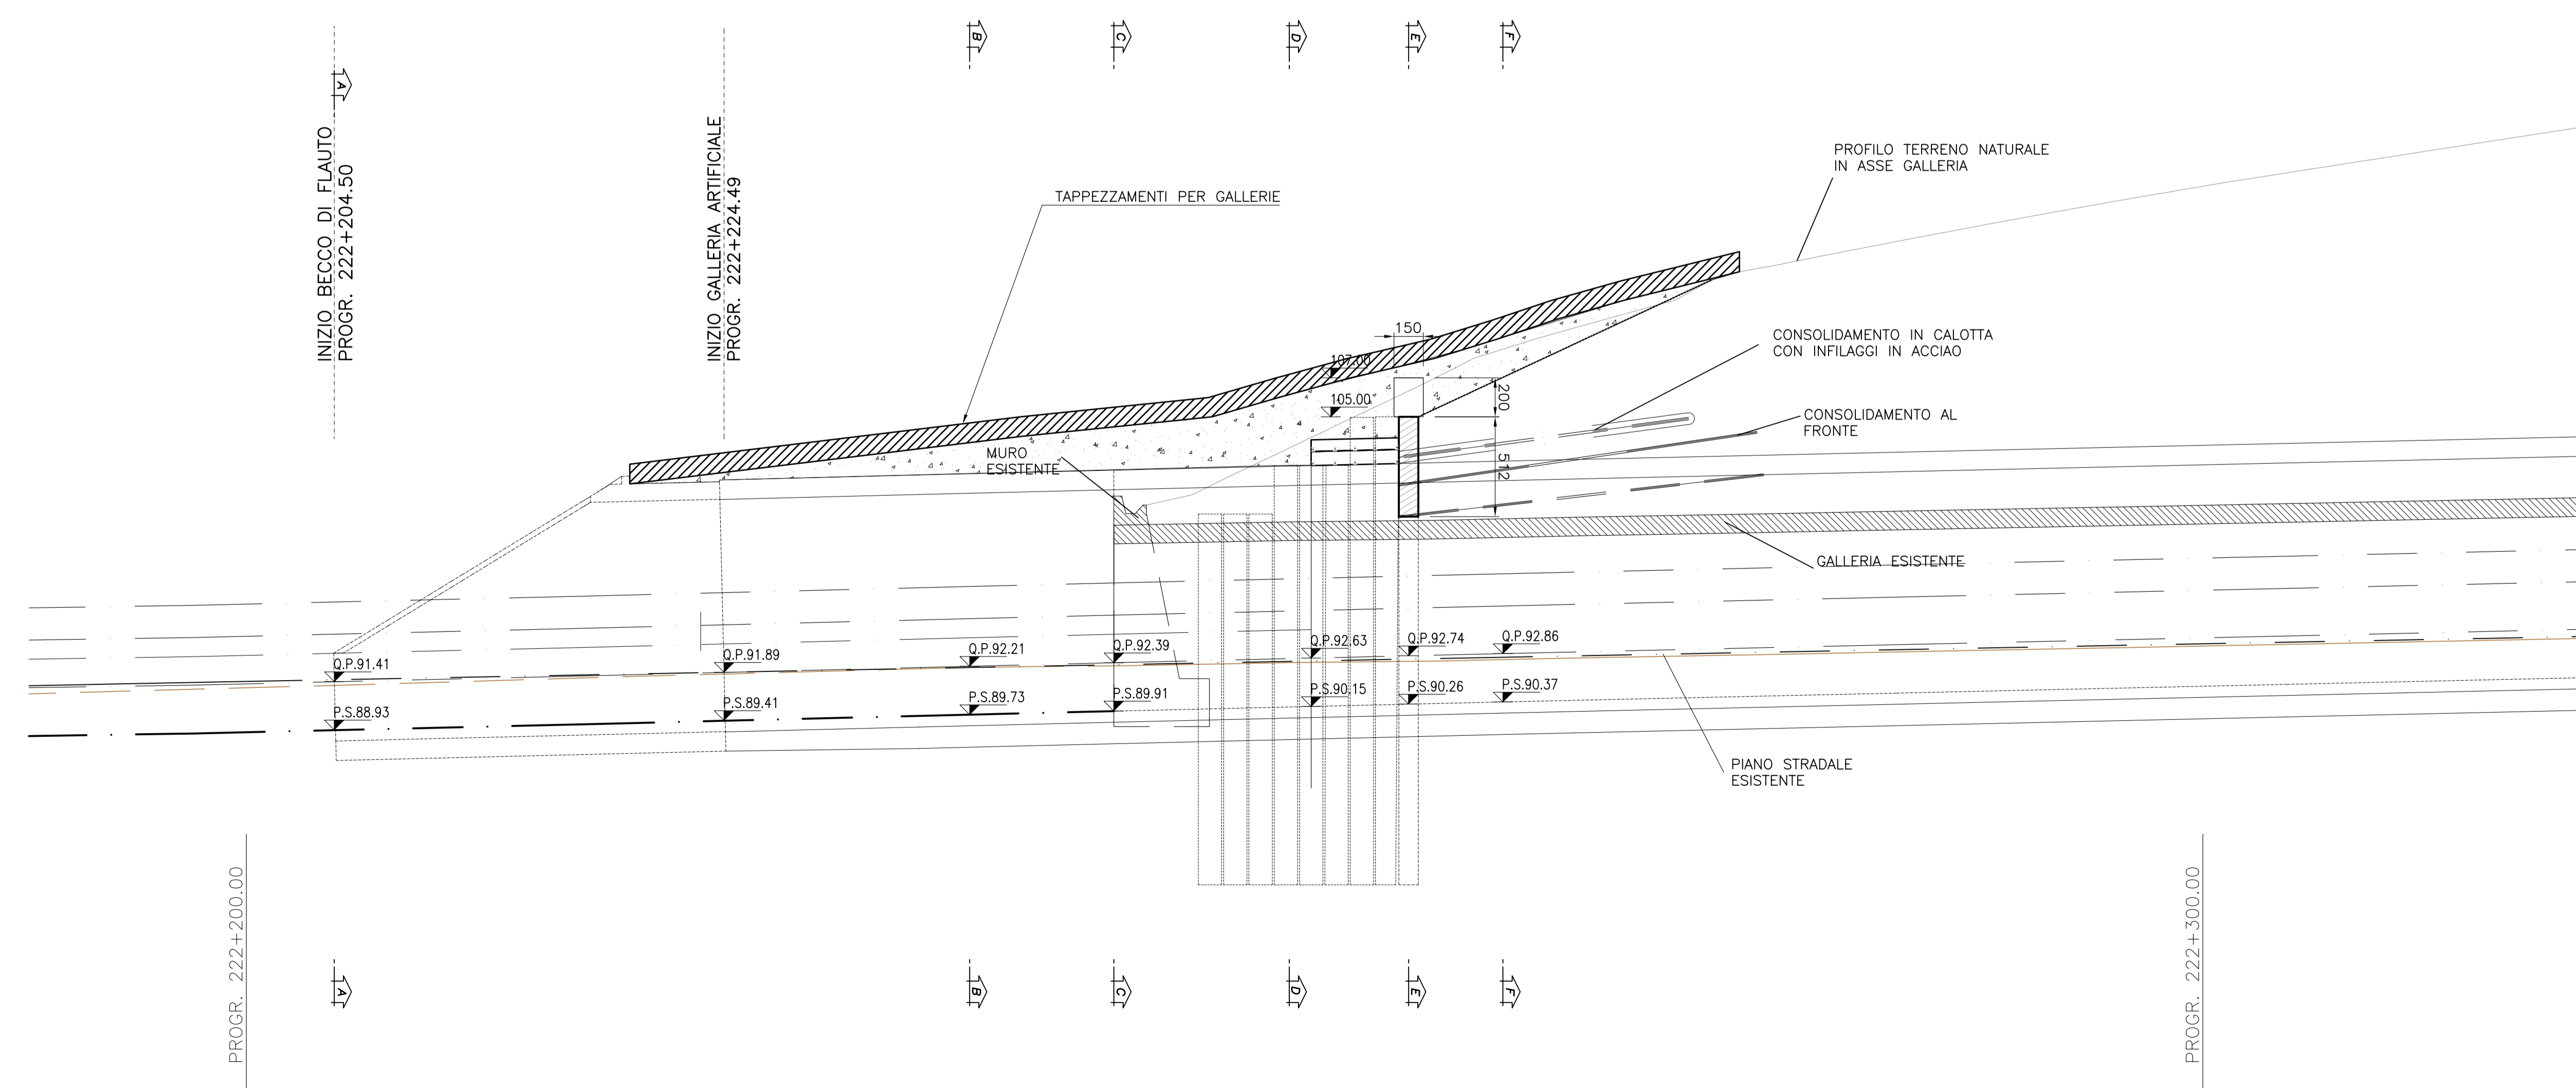 B
C
D
E
F
A
INIZIO BECCO DI FLAUTO
PROGR. 222+204.50
INIZIO GALLERIA ARTIFICIALE
PROGR. 222+224.49
PROFILO TERRENO NATURALE
IN ASSE GALLERIA
TAPPEZZAMENTI PER GALLERIE
150
CONSOLIDAMENTO IN CALOTTA
CON INFILAGGI IN ACCIAO
107.00
200
105.00
CONSOLIDAMENTO AL
FRONTE
MURO
ESISTENTE
512
GALLERIA ESISTENTE
Q.P.91.41
Q.P.91.89
Q.P.92.21
Q.P.92.39
Q.P.92.63
Q.P.92.74
Q.P.92.86
P.S.88.93
P.S.89.41
P.S.89.73
P.S.89.91
P.S.90.15
P.S.90.26
P.S.90.37
PIANO STRADALE
ESISTENTE
PROGR. 222+200.00
PROGR. 222+300.00
A
B
C
D
E
F